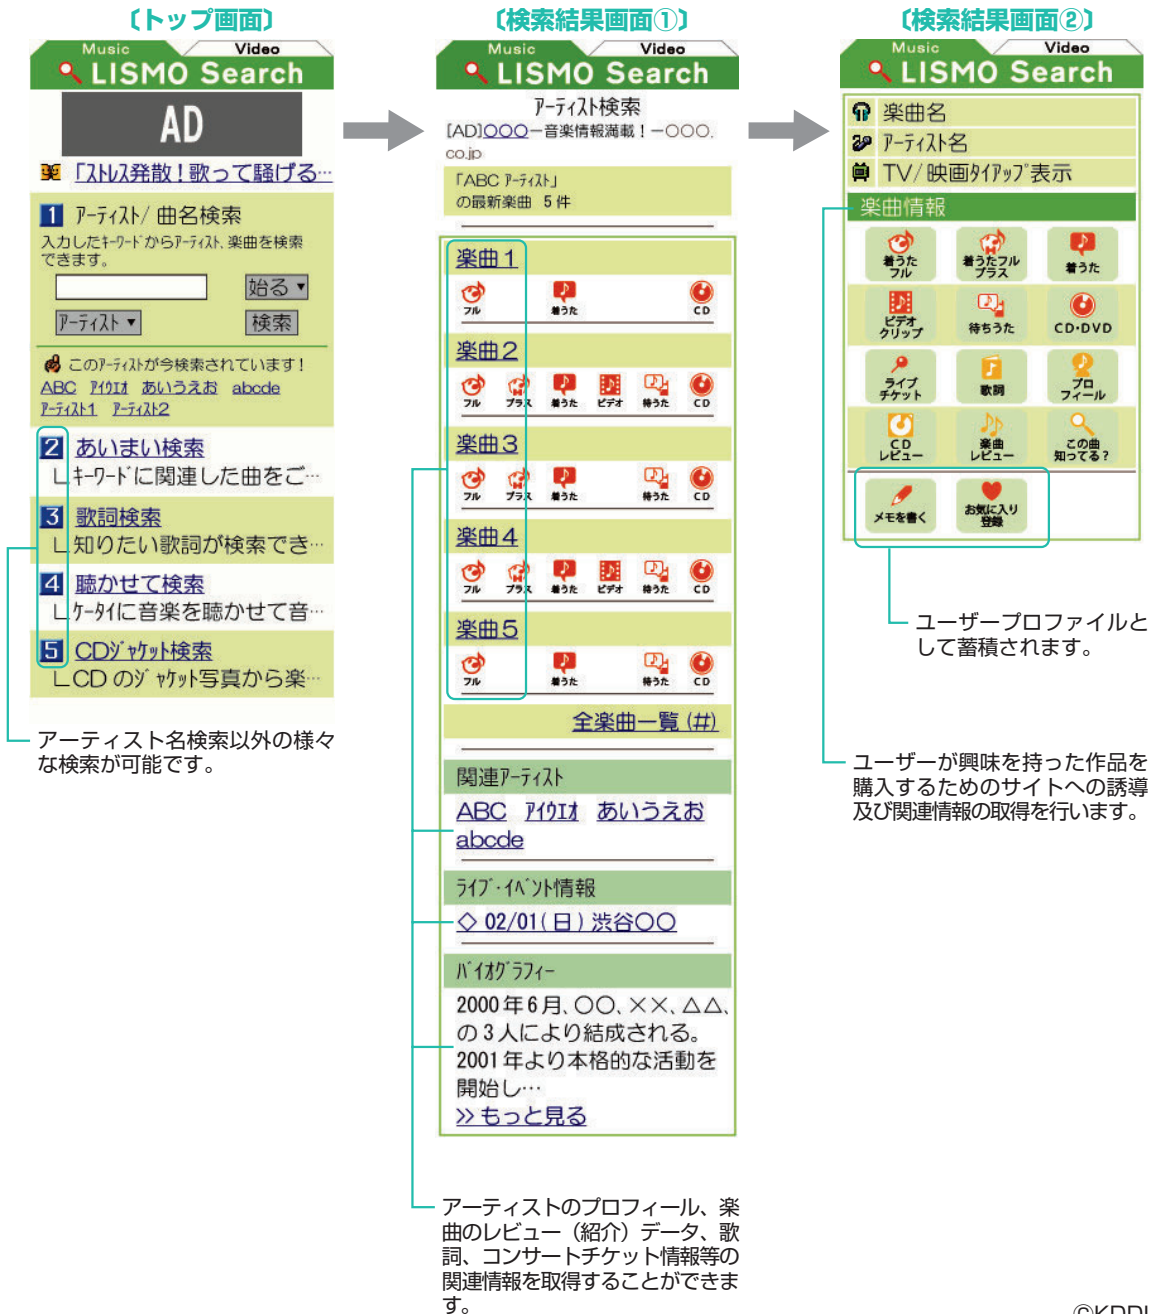 〔トップ画面〕
Music Video
LISMO Search
AD
「ｽﾄﾚｽ発散！歌って騒げる…
1 ｱｰﾃｨｽﾄ/ 曲名検索
入力したｷｰﾜｰﾄﾞからｱｰﾃｨｽﾄ､楽曲を検索
できます。
始る▼
ｱｰﾃｨｽﾄ▼ 検索
このｱｰﾃｨｽﾄが今検索されています！
ABC ｱｲｳｴｵ あいうえお abcde
ｱｰﾃｨｽﾄ1 ｱｰﾃｨｽﾄ2
2 あいまい検索
∟ｷｰﾜｰﾄﾞに関連した曲をご…
3 歌詞検索
∟知りたい歌詞が検索でき…
4 聴かせて検索
∟ｹｰﾀｲに音楽を聴かせて音…
5 CDｼﾞｬｹｯﾄ検索
∟CD のｼﾞｬｹｯﾄ写真から楽…
アーティスト名検索以外の様々
な検索が可能です。
〔検索結果画面①〕
Music Video
LISMO Search
ｱｰﾃｨｽﾄ検索
[AD]〇〇〇ー音楽情報満載！ー〇〇〇.
co.jp
「ABC ｱｰﾃｨｽﾄ」
の最新楽曲 5 件
楽曲1
フル 着うた CD
楽曲2
フル プラス 着うた ビデオ 待うた CD
楽曲3
フル プラス 着うた 待うた CD
楽曲4
フル プラス 着うた ビデオ 待うた CD
楽曲5
フル 着うた 待うた CD
全楽曲一覧 (#)
関連ｱｰﾃｨｽﾄ
ABC ｱｲｳｴｵ あいうえお
abcde
ﾗｲﾌﾞ･ｲﾍﾞﾝﾄ情報
◇ 02/01(日) 渋谷〇〇
ﾊﾞｲｵｸﾞﾗﾌｨｰ
2000年6月、〇〇、××、△△、
の3人により結成される。
2001年より本格的な活動を
開始し…
≫もっと見る
アーティストのプロフィール、楽
曲のレビュー（紹介）データ、歌
詞、コンサートチケット情報等の
関連情報を取得することができま
す。
〔検索結果画面②〕
Music Video
LISMO Search
楽曲名
ｱｰﾃｨｽﾄ名
TV/映画ﾀｲｱｯﾌﾟ表示
楽曲情報
着うた 着うたフル 着うた
フル プラス
ビデオ 待ちうた CD･DVD
クリップ
ライブ 歌詞 プロ
チケット フィール
CD 楽曲 この曲
レビュー レビュー 知ってる？
メモを書く お気に入り
登録
ユーザープロファイルと
して蓄積されます。
ユーザーが興味を持った作品を
購入するためのサイトへの誘導
及び関連情報の取得を行います。
©KDDI